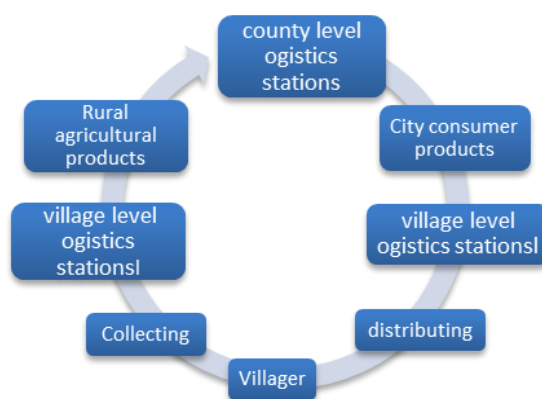 county level
ogistics
stations
City consumer
products
village level
ogistics stationsl
distributing
Villager
Collecting
village level
ogistics
stationsl
Rural
agricultural
products